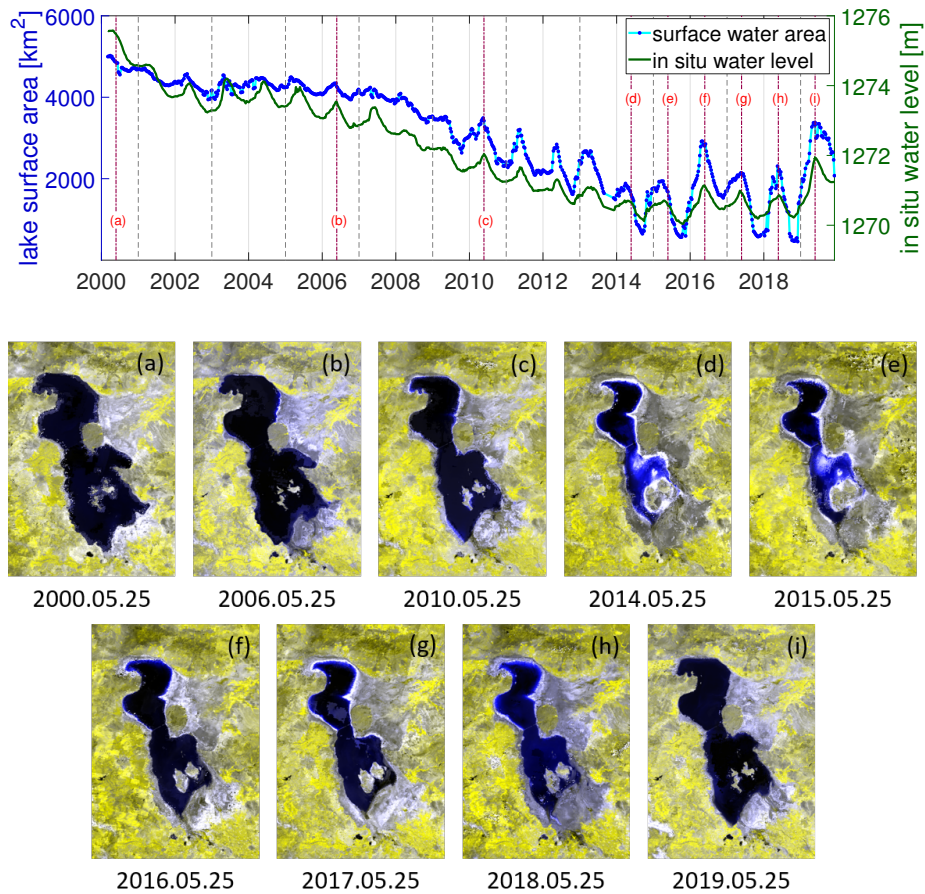 6000
4000
2000
lake surface area [km²]
1276
1274
1272
1270
in situ water level [m]
surface water area
in situ water level
(d) (e) (f) (g) (h) (i)
(a) (b) (c)
2000 2002 2004 2006 2008 2010 2012 2014 2016 2018
(a) (b) (c) (d) (e)
2000.05.25 2006.05.25 2010.05.25 2014.05.25 2015.05.25
(f) (g) (h) (i)
2016.05.25 2017.05.25 2018.05.25 2019.05.25